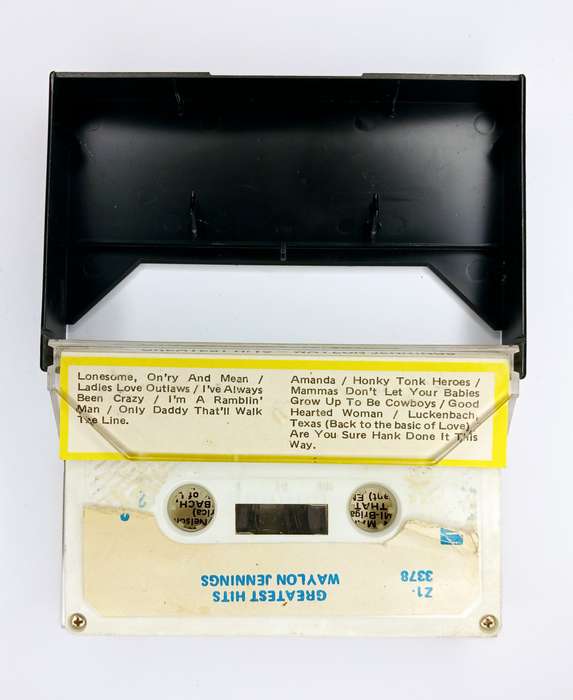 Lonesome, On'ry And Mean /
Ladies Love Outlaws / I've Always
Been Crazy / I'm A Ramblin'
Man / Only Daddy That'll Walk
The Line.
Amanda / Honky Tonk Heroes /
Mammas Don't Let Your Babies
Grow Up To Be Cowboys / Good
Hearted Woman / Luckenbach,
Texas (Back to the basic of Love)
Are You Sure Hank Done It This
Way.
2
GREATEST HITS
WAYLON JENNINGS
Z1-
3378
THAT
BACH,